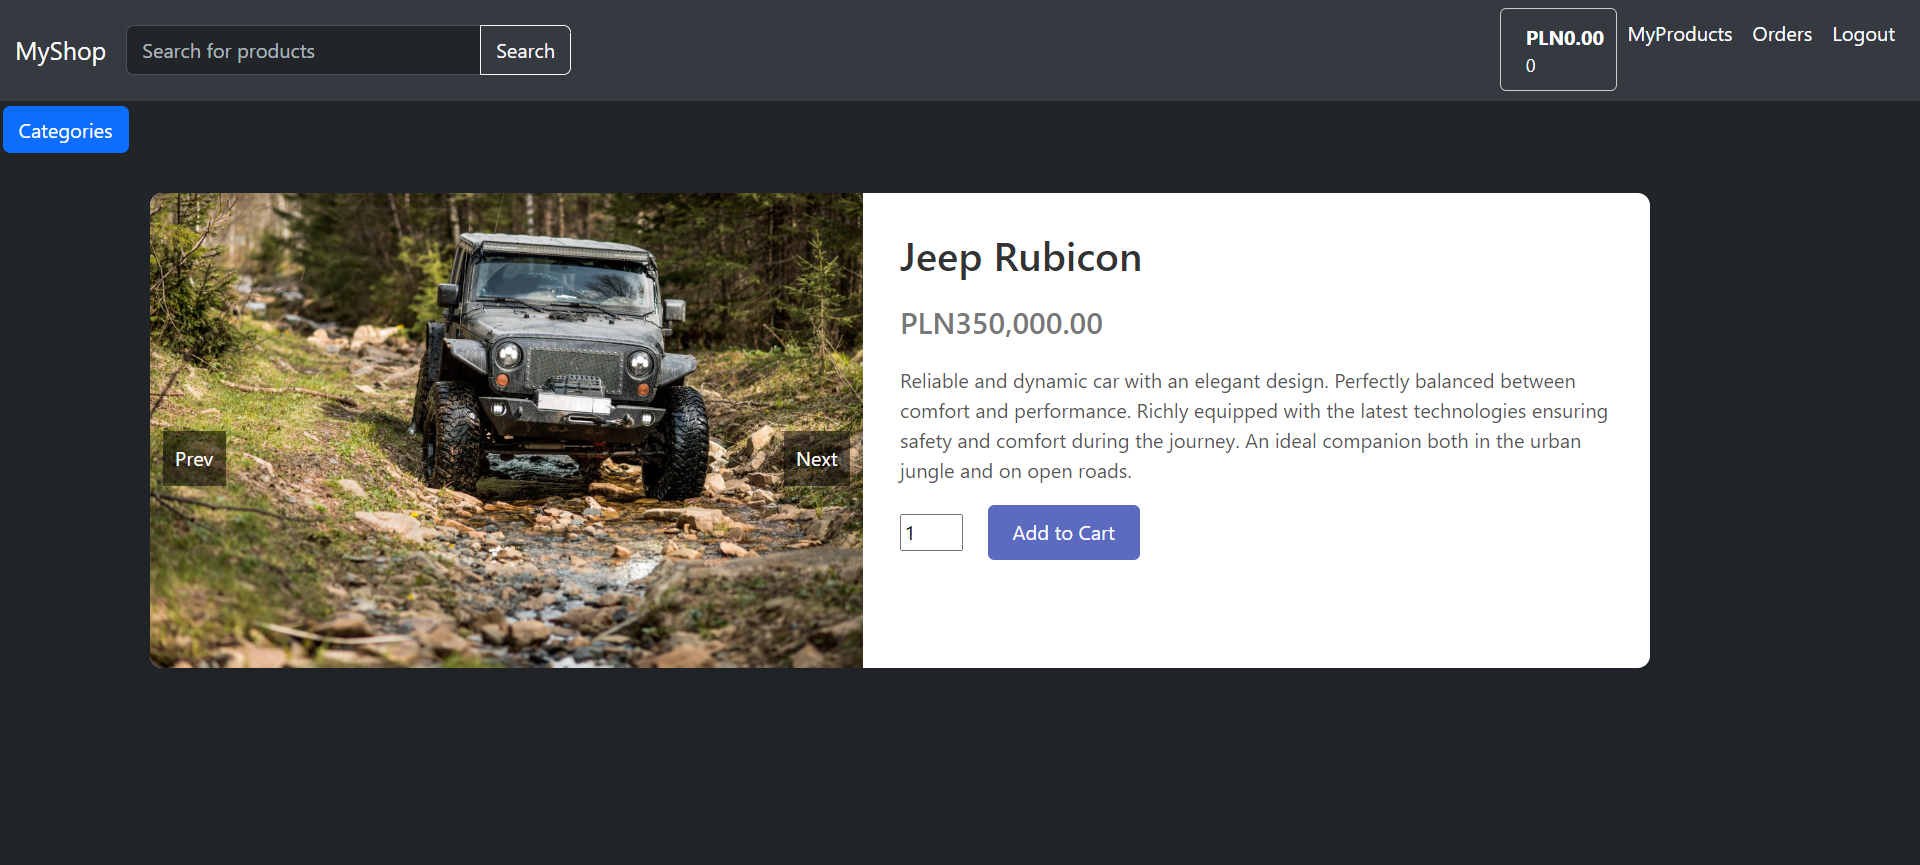 MyShop
Search for products
Search
PLN0.00
0
MyProducts
Orders
Logout
Categories
Prev
Next
Jeep Rubicon
PLN350,000.00
Reliable and dynamic car with an elegant design. Perfectly balanced between
comfort and performance. Richly equipped with the latest technologies ensuring
safety and comfort during the journey. An ideal companion both in the urban
jungle and on open roads.
1
Add to Cart